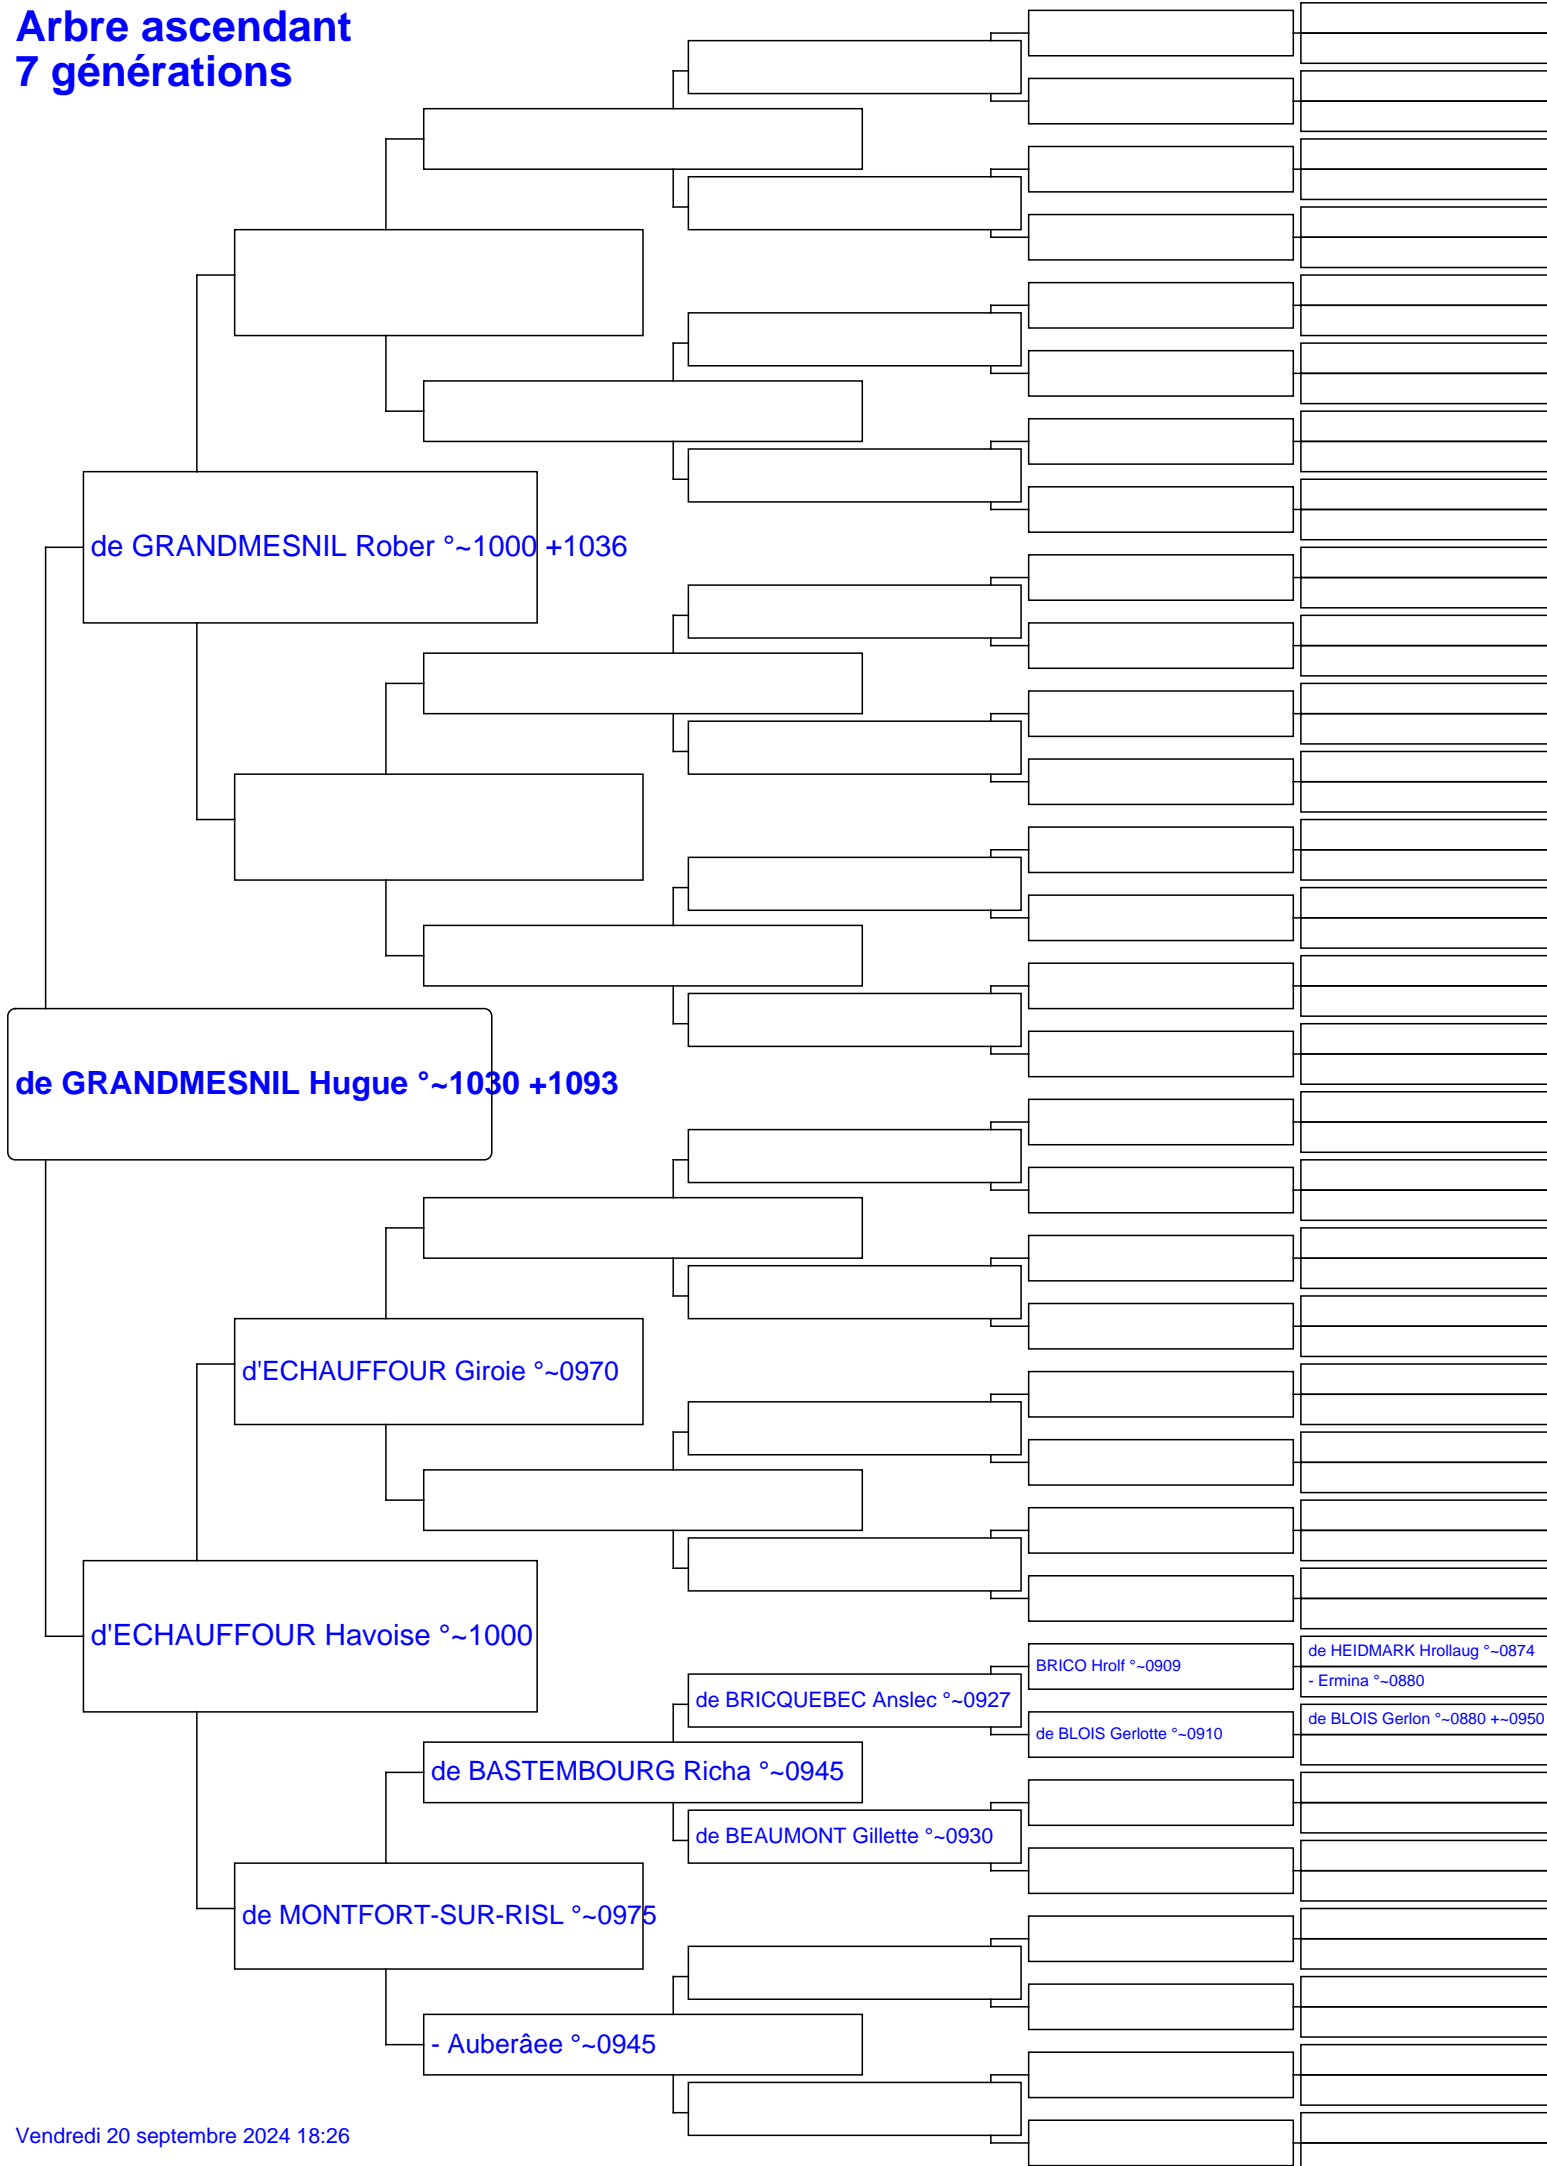 Arbre ascendant
7 générations
de GRANDMESNIL Rober °~1000 +1036
de GRANDMESNIL Hugue °~1030 +1093
d'ECHAUFFOUR Giroie °~0970
d'ECHAUFFOUR Havoise °~1000
de HEIDMARK Hrollaug °~0874
BRICO Hrolf °~0909
- Ermina °~0880
de BRICQUEBEC Anslec °~0927
de BLOIS Gerlon °~0880 +~0950
de BLOIS Gerlotte °~0910
de BASTEMBOURG Richa °~0945
de BEAUMONT Gillette °~0930
de MONTFORT-SUR-RISL °~0975
- Auberâee °~0945
Vendredi 20 septembre 2024 18:26